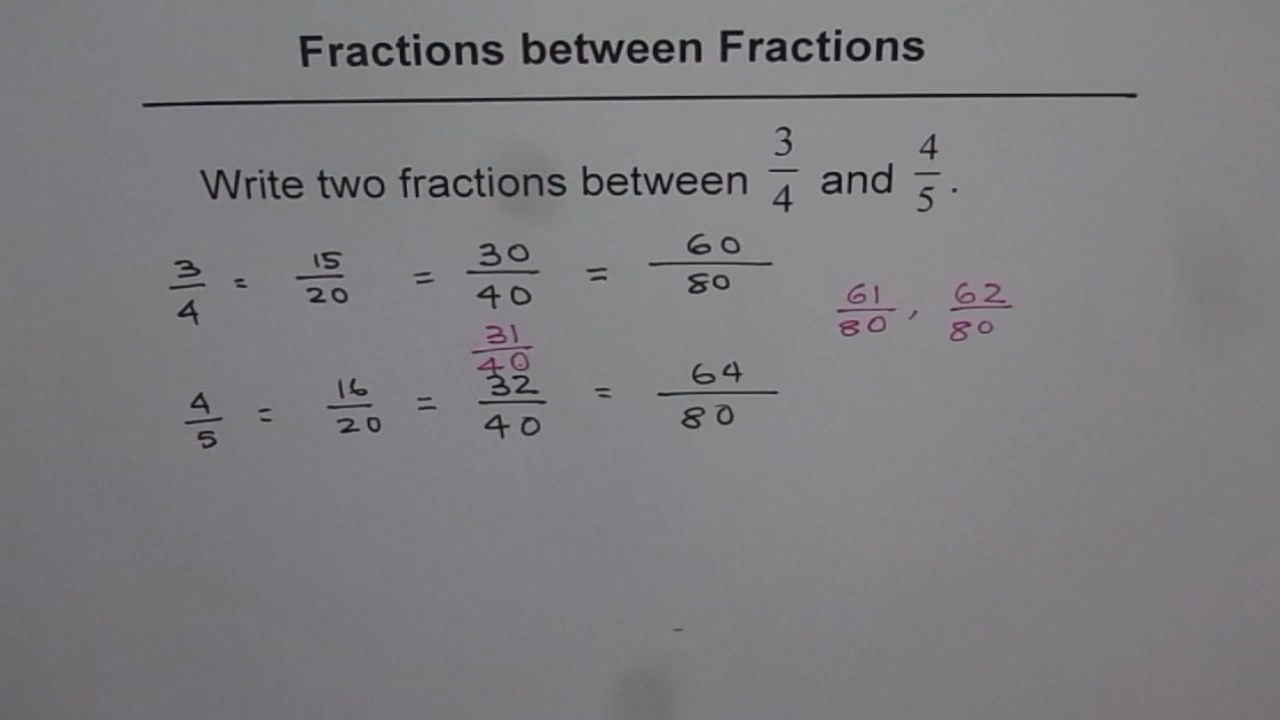 Fractions between Fractions
Write two fractions between 3/4 and 4/5.
3/4 = 15/20 = 30/40 = 60/80
61/80, 62/80
31/40
4/5 = 16/20 = 32/40 = 64/80